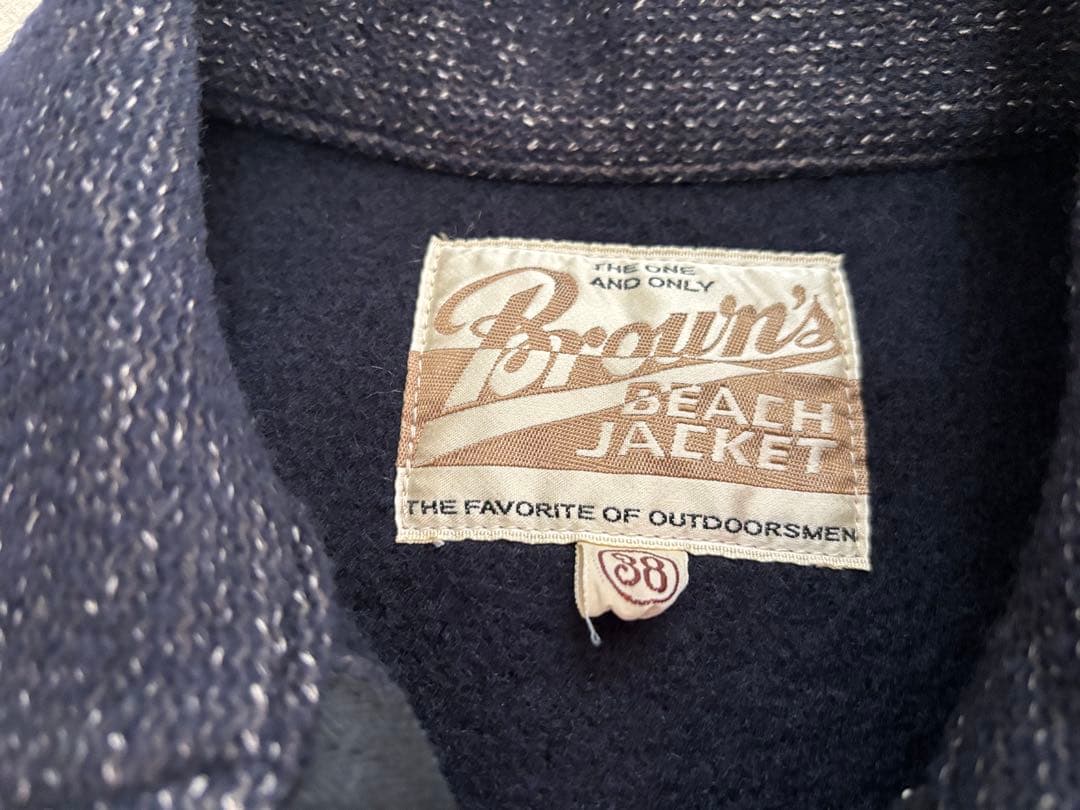 THE ONE
AND ONLY
Brown's
BEACH
JACKET
THE FAVORITE OF OUTDOORSMEN
38